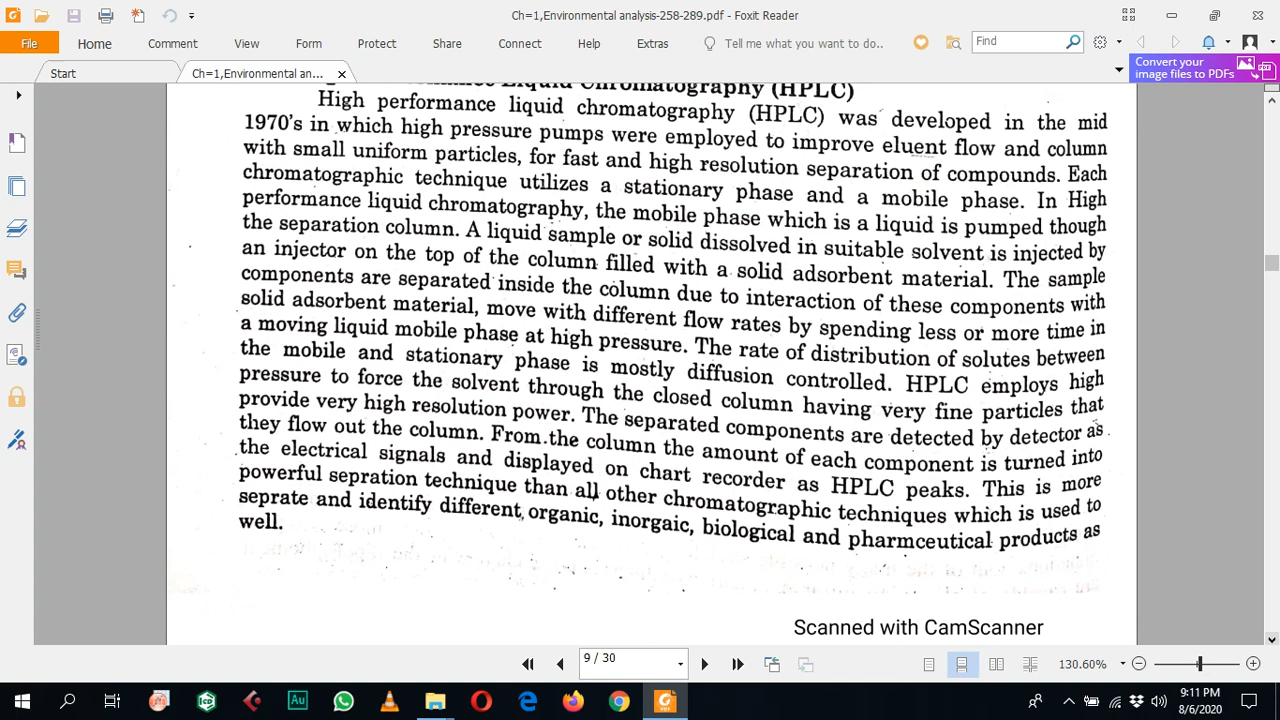 Ch=1,Environmental analysis-258-289.pdf - Foxit Reader
File Home Comment View Form Protect Share Connect Help Extras Tell me what you want to do.. Find
Start Ch=1,Environmental an... Convert your
image files to PDFs
Liquid Chromatography (HPLC)
High performance liquid chromatography (HPLC) was developed in the mid
1970's in which high pressure pumps were employed to improve eluent flow and column
with small uniform particles, for fast and high resolution separation of compounds. Each
chromatographic technique utilizes a stationary phase and a mobile phase. In High
performance liquid chromatography, the mobile phase which is a liquid is pumped though
the separation column. A liquid sample or solid dissolved in suitable solvent is injected by
an injector on the top of the column filled with a solid adsorbent material. The sample
components are separated inside the column due to interaction of these components with
solid adsorbent material, move with different flow rates by spending less or more time in
a moving liquid mobile phase at high pressure. The rate of distribution of solutes between
the mobile and stationary phase is mostly diffusion controlled. HPLC employs high
pressure to force the solvent through the closed column having very fine particles that
provide very high resolution power. The separated components are detected by detector as
they flow out the column. From the column the amount of each component is turned into
the electrical signals and displayed on chart recorder as HPLC peaks. This is more
powerful sepration technique than all other chromatographic techniques which is used to
seprate and identify different, organic, inorgaic, biological and pharmceutical products as
well.
Scanned with CamScanner
9 / 30 130.60%
9:11 PM
8/6/2020